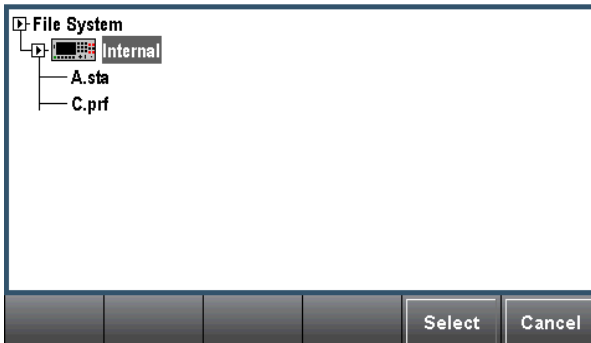 File System
Internal
A.sta
C.prf
Select Cancel